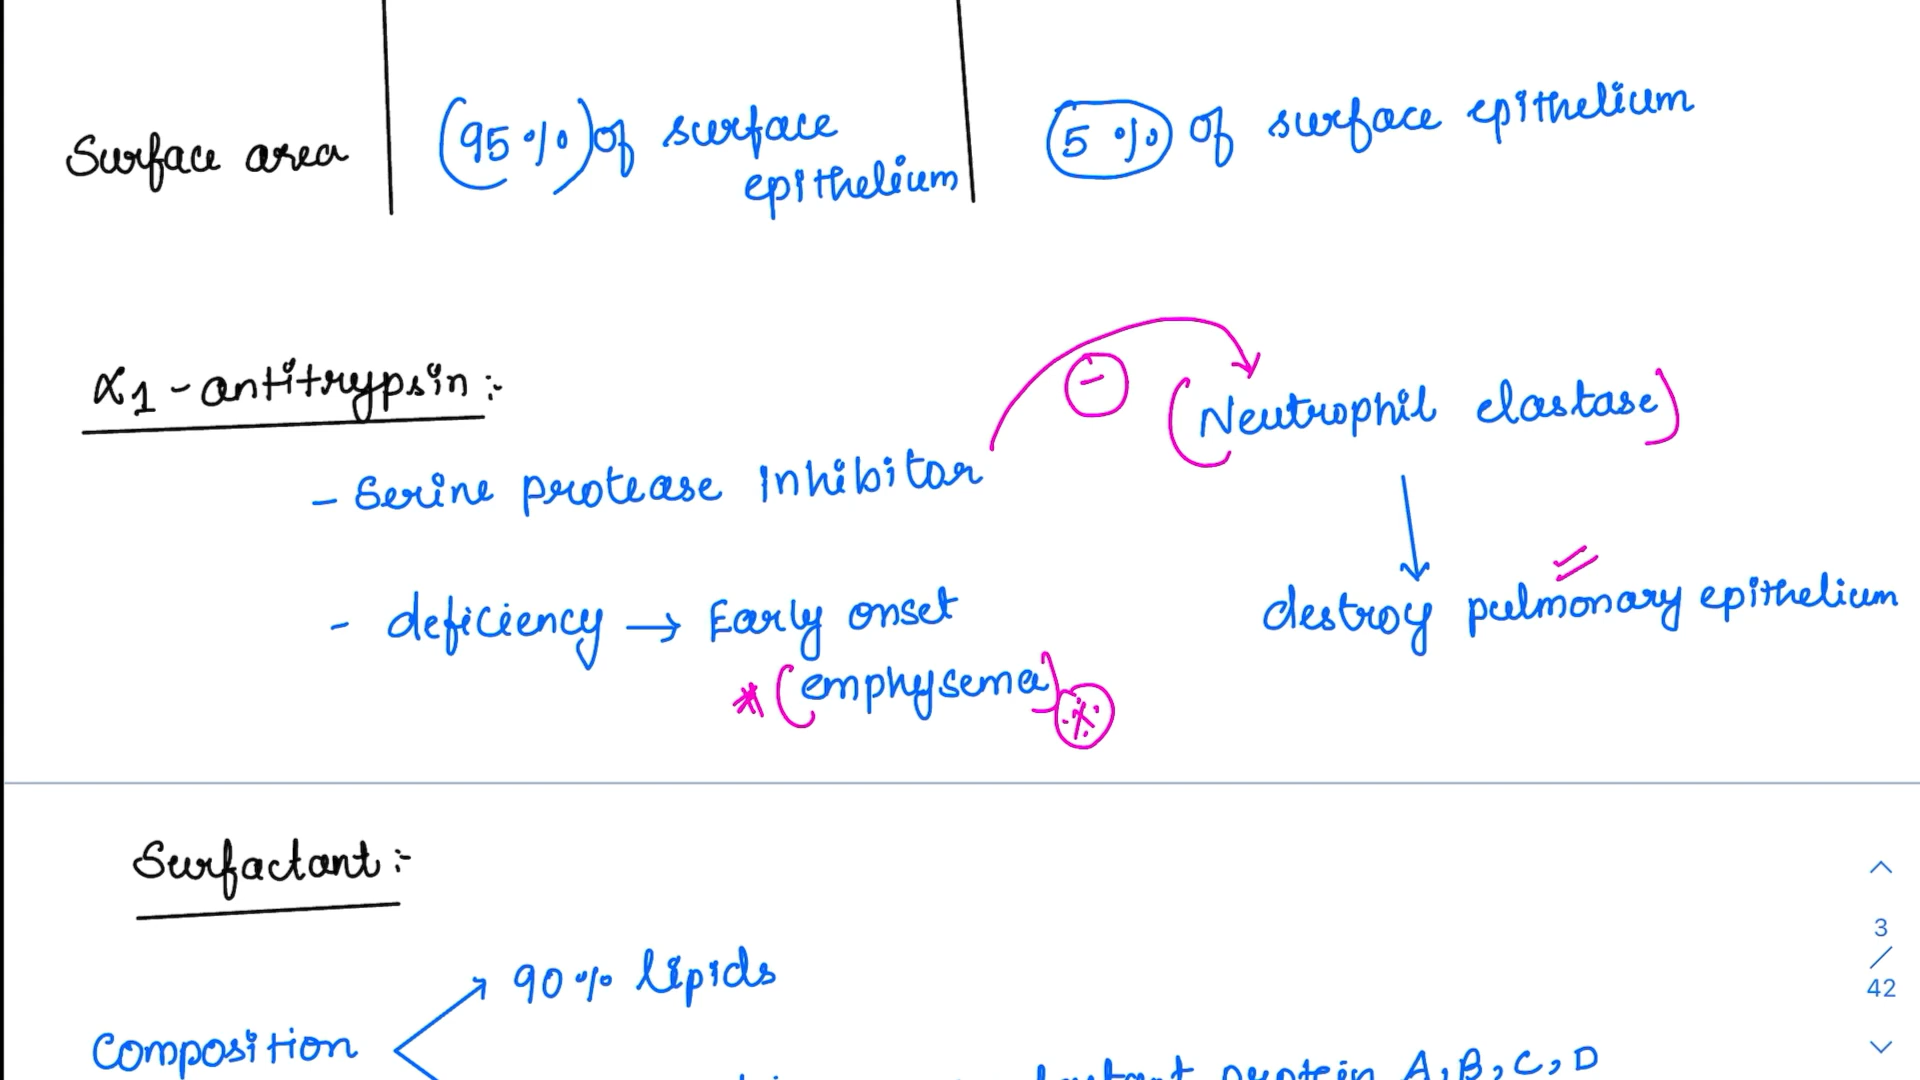 Surface area
(95%) of surface
epithelium
5% of surface epithelium
α1-antitrypsin :-
(Neutrophil elastase)
- Serine protease Inhibitor
- deficiency → Early onset
*(emphysema)
destroy pulmonary epithelium
Surfactant :-
90% lipids
Composition
protein A, B, C, D
3
/
42